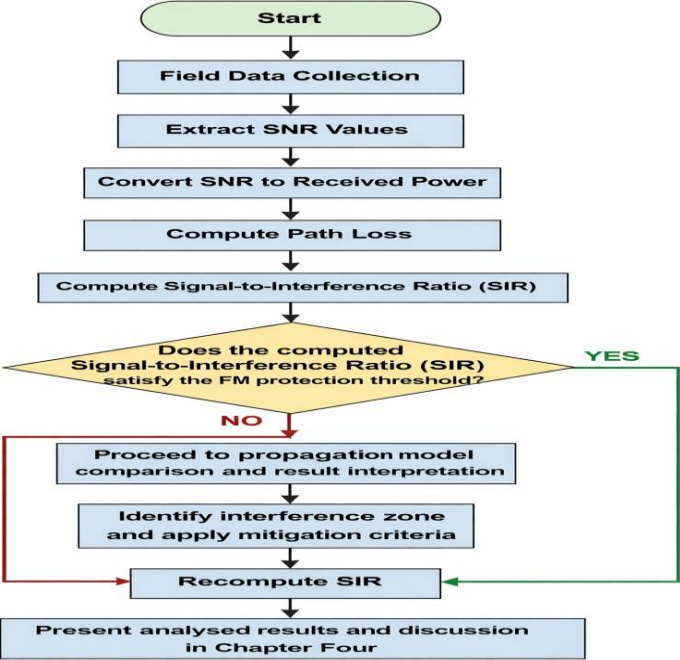 Start
Field Data Collection
Extract SNR Values
Convert SNR to Received Power
Compute Path Loss
Compute Signal-to-Interference Ratio (SIR)
Does the computed
Signal-to-Interference Ratio (SIR)
satisfy the FM protection threshold?
YES
NO
Proceed to propagation model
comparison and result interpretation
Identify interference zone
and apply mitigation criteria
Recompute SIR
Present analysed results and discussion
in Chapter Four